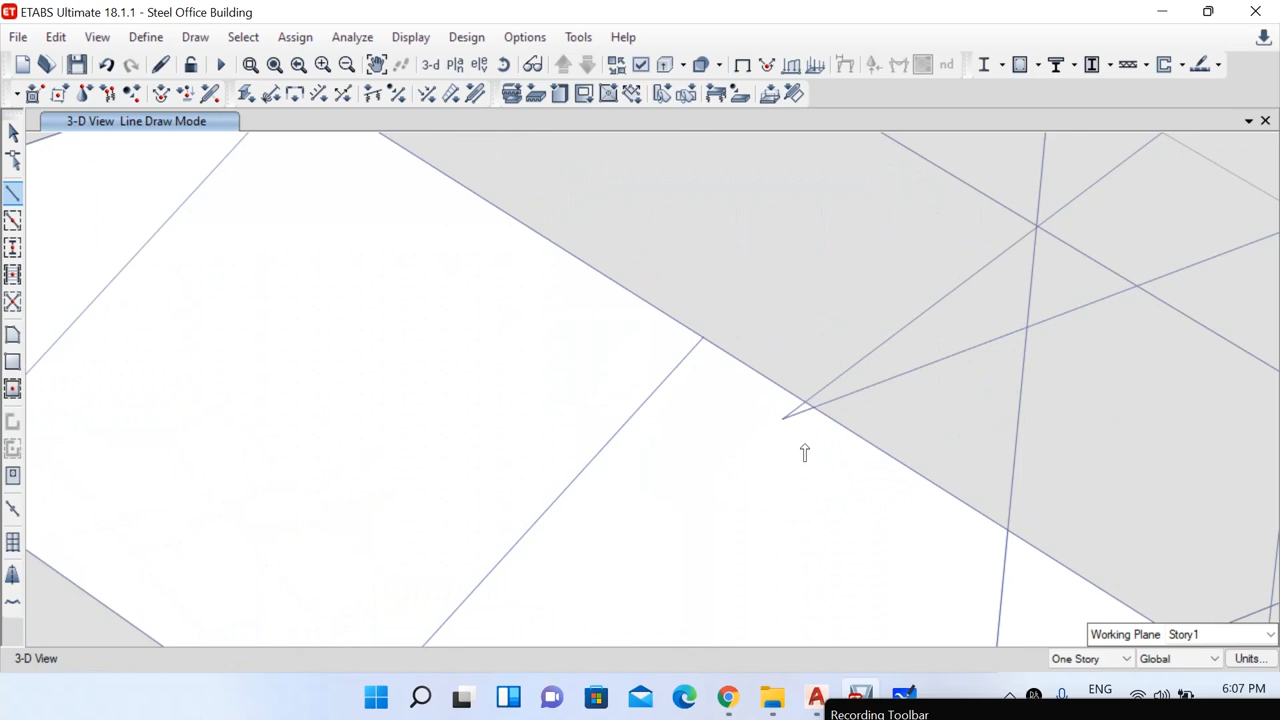 ETABS Ultimate 18.1.1 - Steel Office Building
File Edit View Define Draw Select Assign Analyze Display Design Options Tools Help
3-d nd
3-D View Line Draw Mode
Working Plane Story1
3-D View One Story Global Units...
ENG 6:07 PM
Recording Toolbar